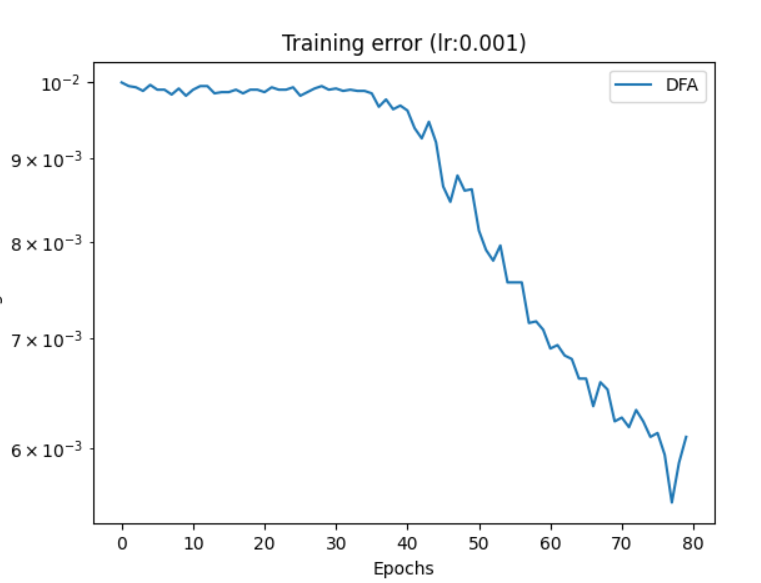 Training error (lr:0.001)
DFA
10⁻²
9 × 10⁻³
8 × 10⁻³
7 × 10⁻³
6 × 10⁻³
0 10 20 30 40 50 60 70 80
Epochs